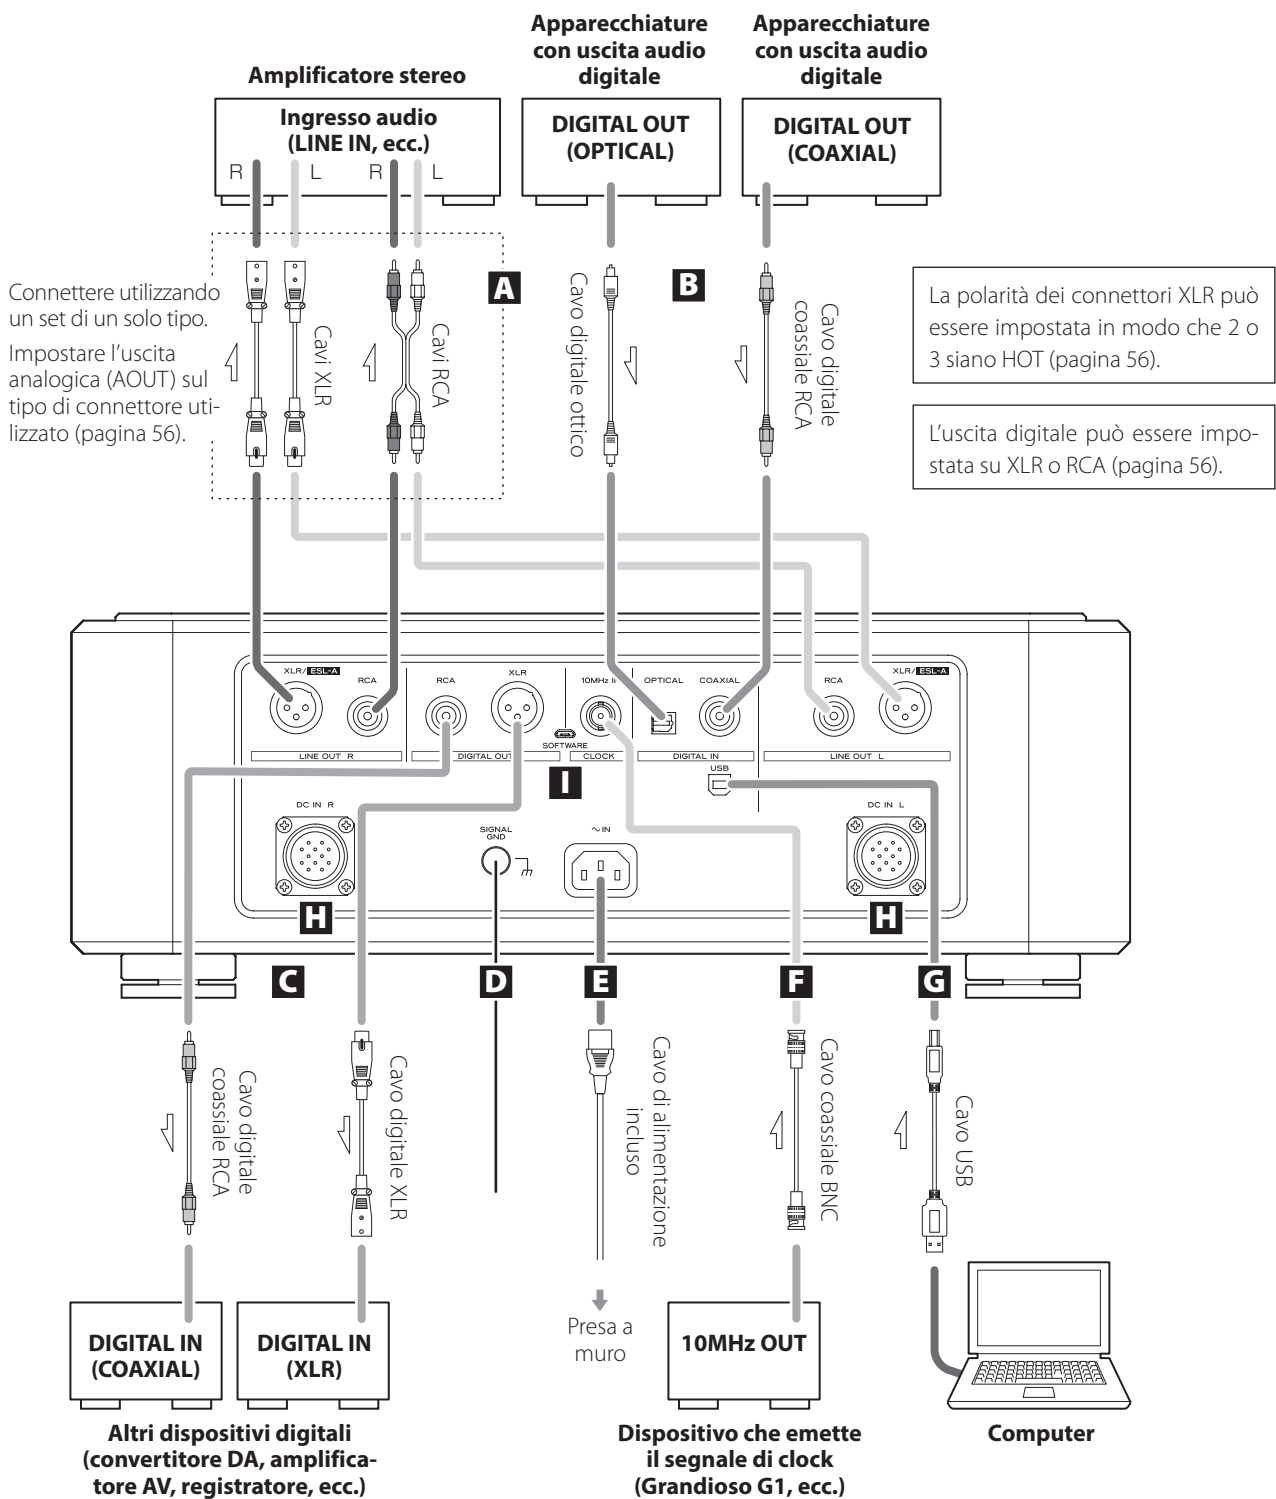 Apparecchiature
con uscita audio
digitale
Apparecchiature
con uscita audio
digitale
Amplificatore stereo
Ingresso audio
(LINE IN, ecc.)
R L R L
DIGITAL OUT
(OPTICAL)
DIGITAL OUT
(COAXIAL)
A
B
Connettere utilizzando
un set di un solo tipo.
Impostare l'uscita
analogica (AOUT) sul
tipo di connettore uti-
lizzato (pagina 56).
Cavi XLR
Cavi RCA
Cavo digitale ottico
Cavo digitale
coassiale RCA
La polarità dei connettori XLR può
essere impostata in modo che 2 o
3 siano HOT (pagina 56).
L'uscita digitale può essere impo-
stata su XLR o RCA (pagina 56).
XLR/ ESL-A
RCA
RCA
XLR
10MHz IN
OPTICAL
COAXIAL
RCA
XLR/ ESL-A
SOFTWARE
LINE OUT R
DIGITAL OUT
CLOCK
DIGITAL IN
LINE OUT L
I
USB
DC IN R
SIGNAL
GND
~ IN
DC IN L
H
H
C
D
E
F
G
Cavo digitale
coassiale RCA
Cavo digitale XLR
Cavo di alimentazione
incluso
Cavo coassiale BNC
Cavo USB
DIGITAL IN
(COAXIAL)
DIGITAL IN
(XLR)
Presa a
muro
10MHz OUT
Altri dispositivi digitali
(convertitore DA, amplifica-
tore AV, registratore, ecc.)
Dispositivo che emette
il segnale di clock
(Grandioso G1, ecc.)
Computer